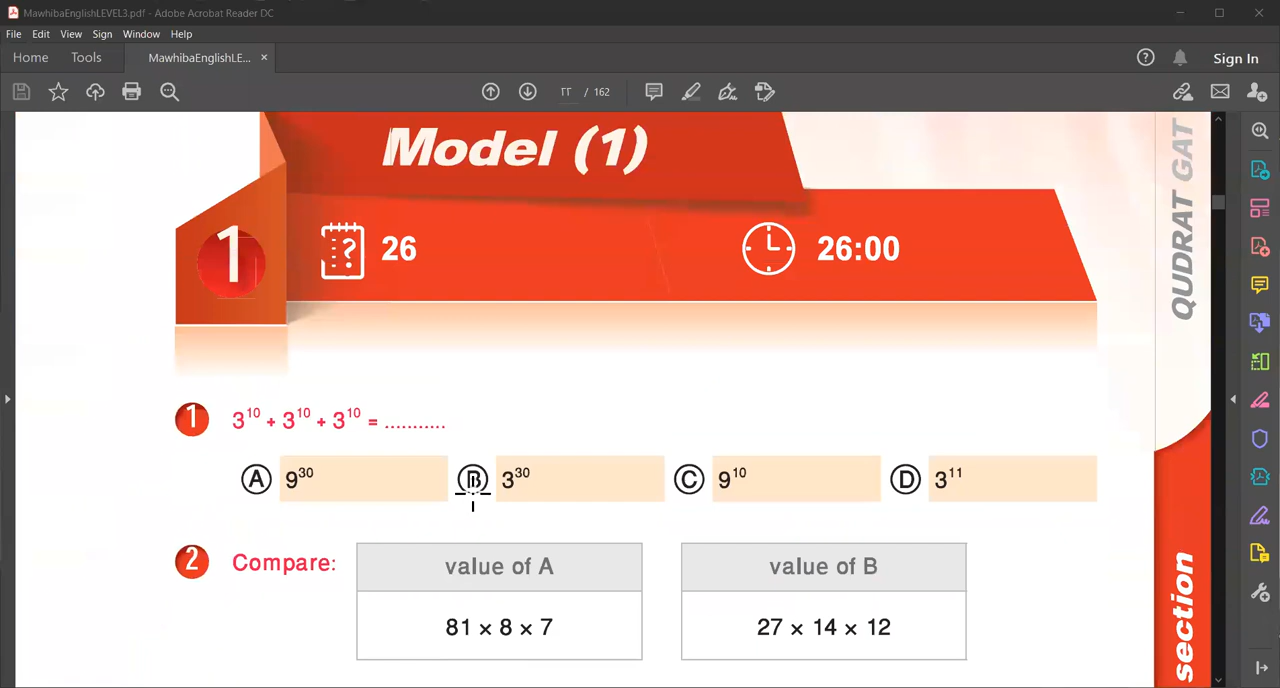 MawhibaEnglishLEVEL3.pdf - Adobe Acrobat Reader DC
File Edit View Sign Window Help
Home Tools MawhibaEnglishLE... × Sign In
٢٢ / 162
Model (1)
1 26 26:00
QUDRAT GAT
1 3¹⁰ + 3¹⁰ + 3¹⁰ = ...........
A 9³⁰ B 3³⁰ C 9¹⁰ D 3¹¹
2 Compare: value of A value of B
81 × 8 × 7 27 × 14 × 12
section